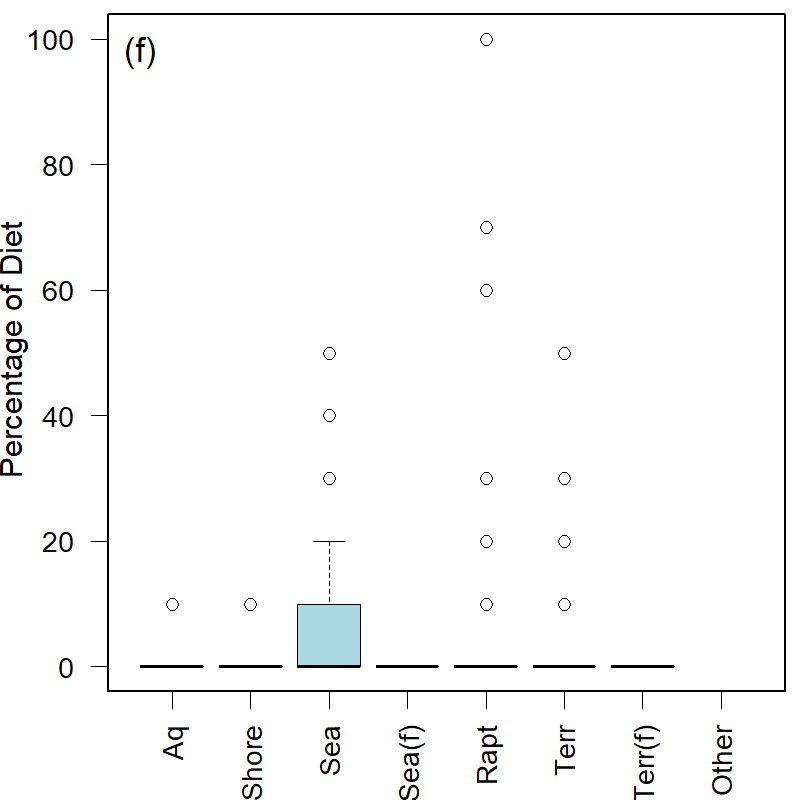 (f)
Percentage of Diet
100
80
60
40
20
0
Aq
Shore
Sea
Sea(f)
Rapt
Terr
Terr(f)
Other